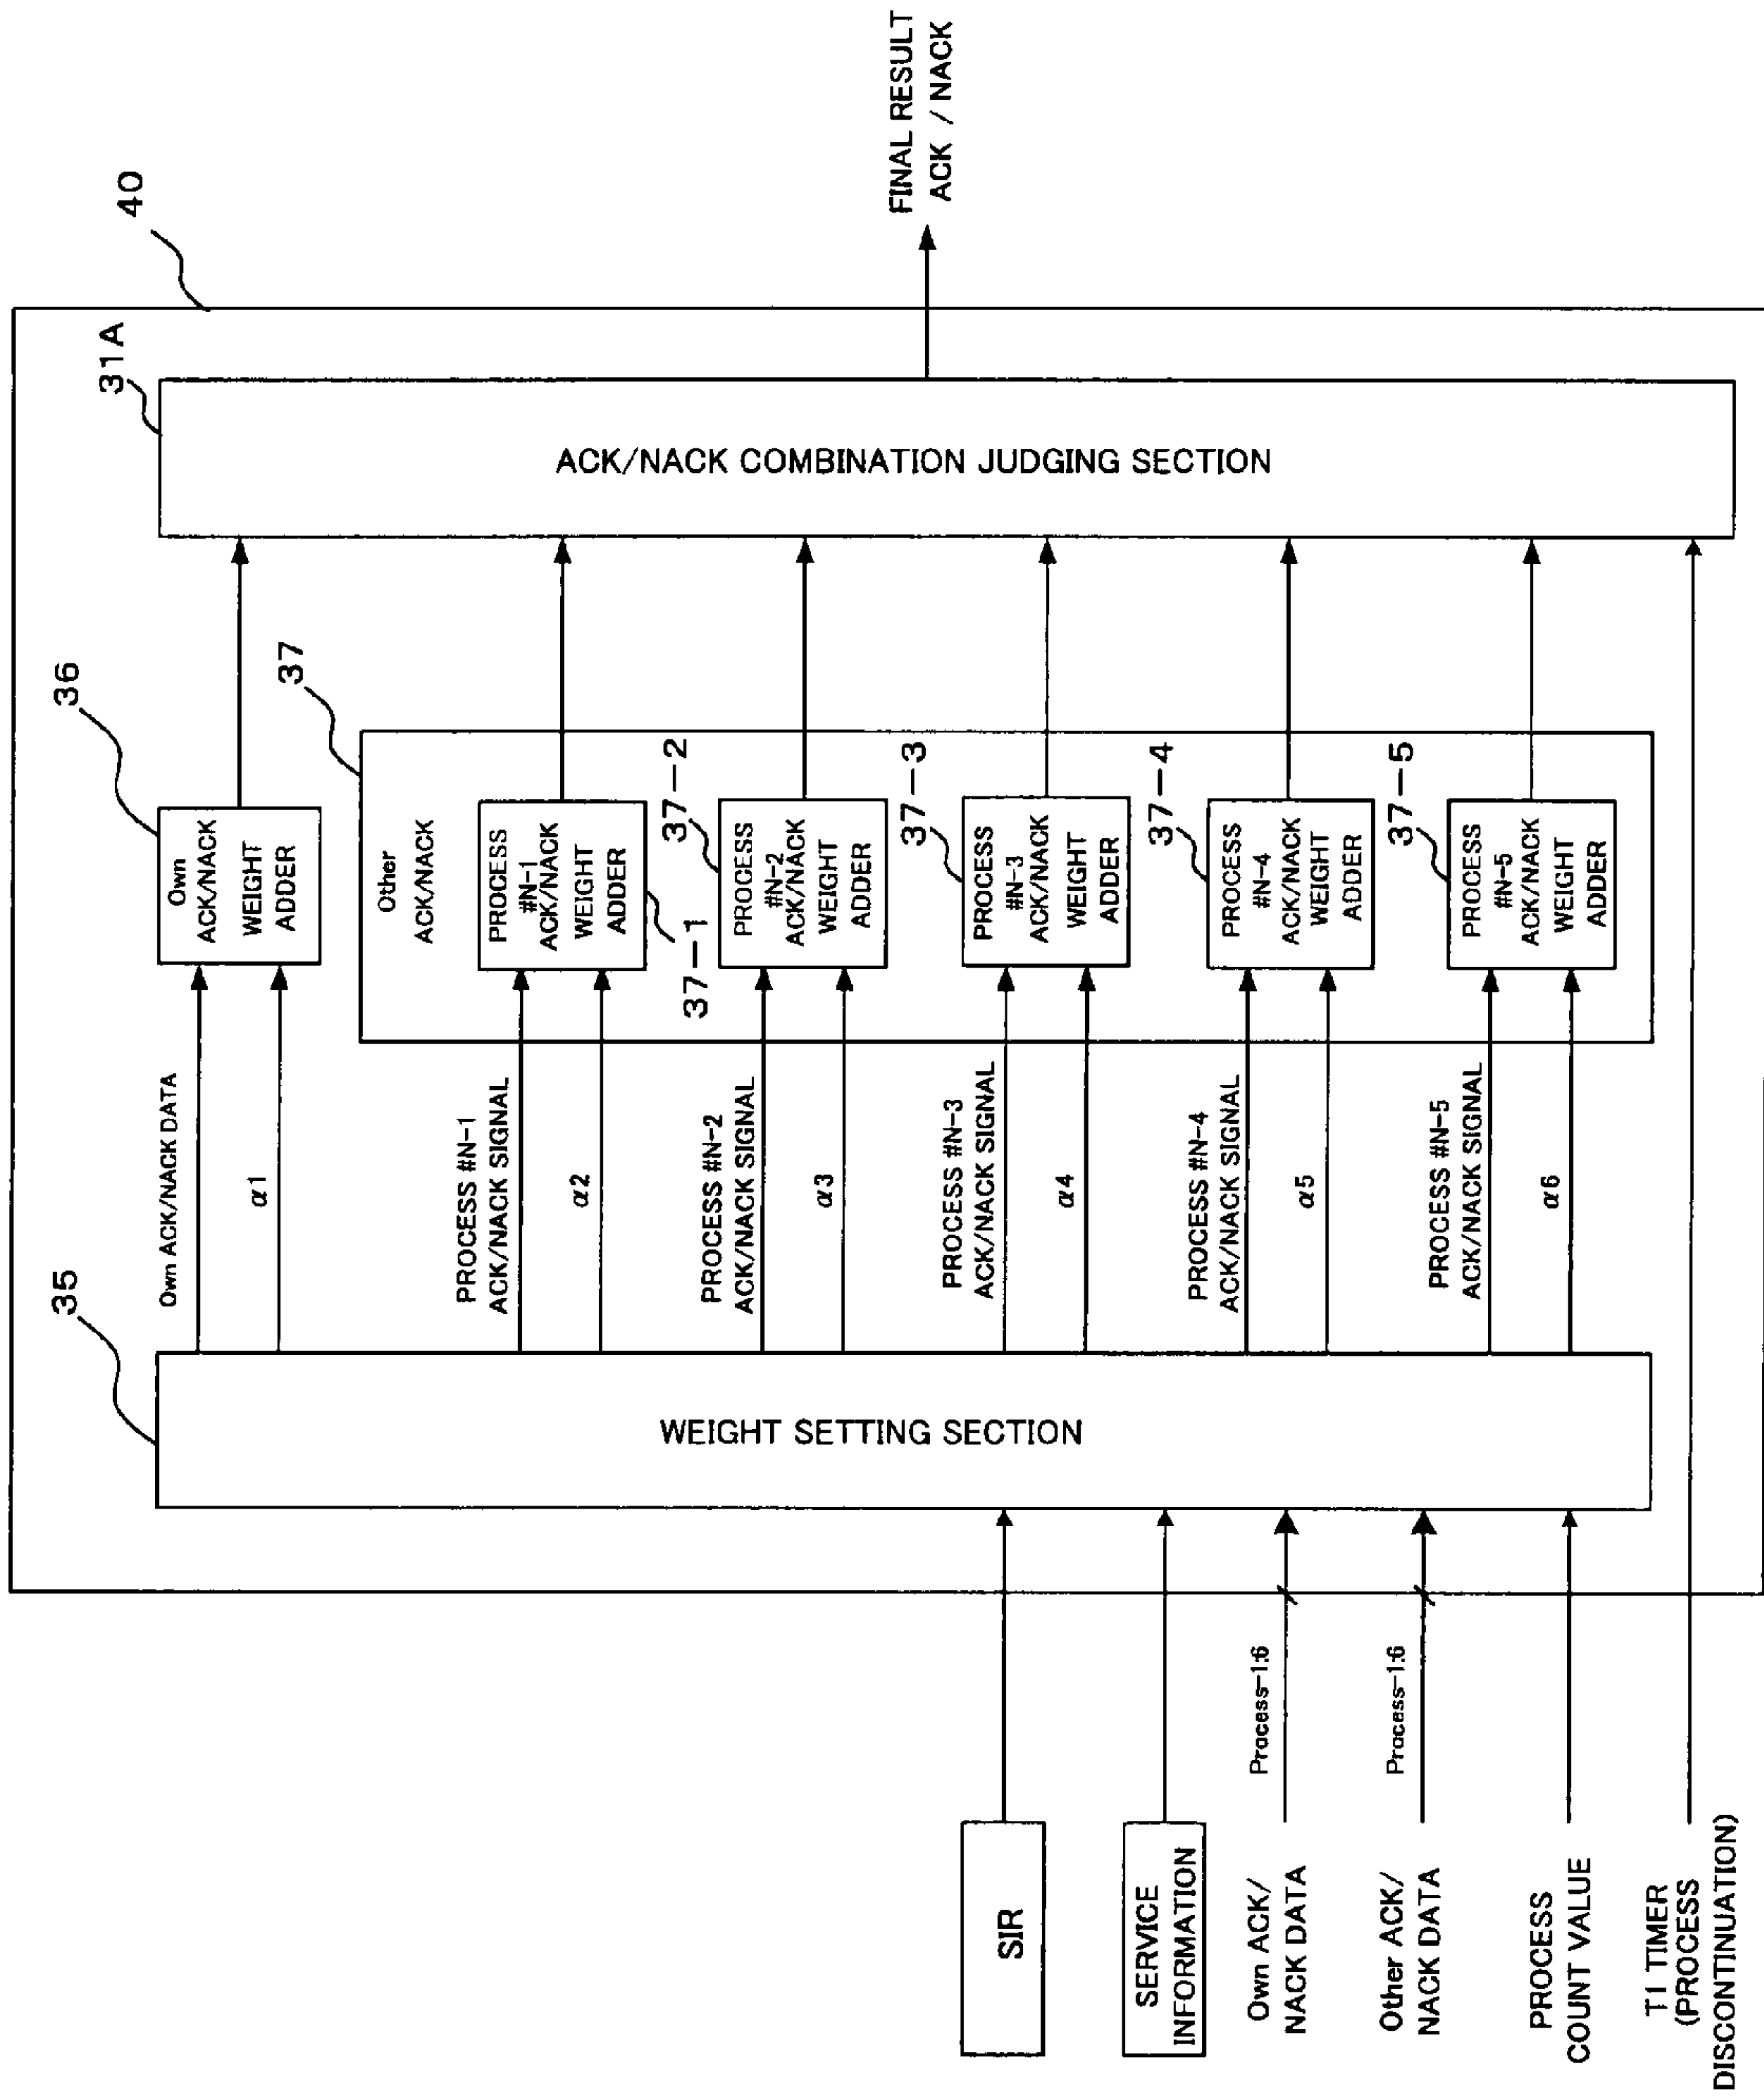 40
31A
ACK/NACK COMBINATION JUDGING SECTION
FINAL RESULT
ACK / NACK
36
Own
ACK/NACK
WEIGHT
ADDER
37
Other
ACK/NACK
PROCESS
#N-1
ACK/NACK
WEIGHT
ADDER
37-1
37-2
PROCESS
#N-2
ACK/NACK
WEIGHT
ADDER
37-3
PROCESS
#N-3
ACK/NACK
WEIGHT
ADDER
37-4
PROCESS
#N-4
ACK/NACK
WEIGHT
ADDER
37-5
PROCESS
#N-5
ACK/NACK
WEIGHT
ADDER
Own ACK/NACK DATA
α1
PROCESS #N-1
ACK/NACK SIGNAL
α2
PROCESS #N-2
ACK/NACK SIGNAL
α3
PROCESS #N-3
ACK/NACK SIGNAL
α4
PROCESS #N-4
ACK/NACK SIGNAL
α5
PROCESS #N-5
ACK/NACK SIGNAL
α6
35
WEIGHT SETTING SECTION
SIR
SERVICE
INFORMATION
Own ACK/
NACK DATA
Process-1:6
Other ACK/
NACK DATA
Process-1:6
PROCESS
COUNT VALUE
T1 TIMER
(PROCESS
DISCONTINUATION)